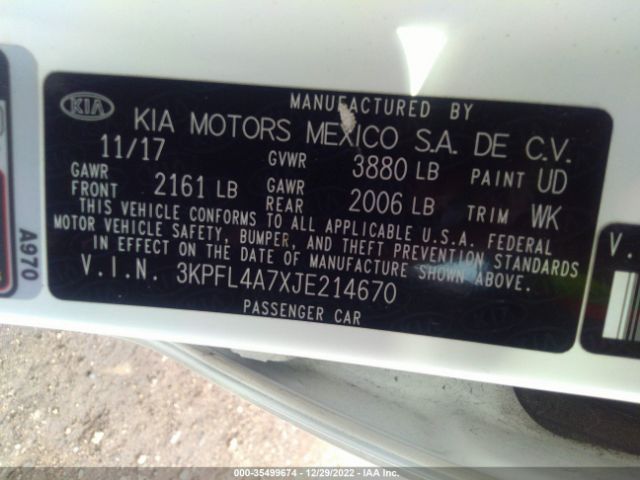 MANUFACTURED BY
KIA
KIA MOTORS MEXICO S.A. DE C.V.
11/17 GVWR 3880 LB PAINT UD
GAWR FRONT 2161 LB GAWR REAR 2006 LB TRIM WK
THIS VEHICLE CONFORMS TO ALL APPLICABLE U.S.A. FEDERAL
MOTOR VEHICLE SAFETY, BUMPER, AND THEFT PREVENTION STANDARDS
IN EFFECT ON THE DATE OF MANUFACTURE SHOWN ABOVE.
V.I.N. 3KPFL4A7XJE214670
PASSENGER CAR
A970
V.
000-35499674 / 12/29/2022 - IAA Inc.